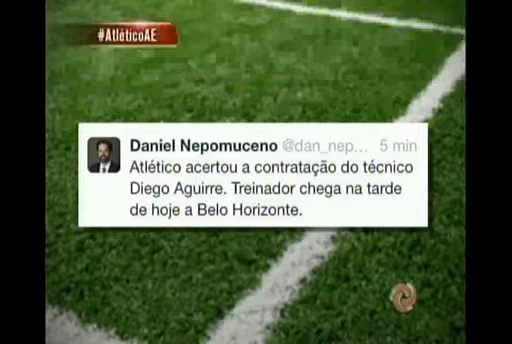 #AtléticoAE
Daniel Nepomuceno @dan_nep... 5 min
Atlético acertou a contratação do técnico
Diego Aguirre. Treinador chega na tarde
de hoje a Belo Horizonte.